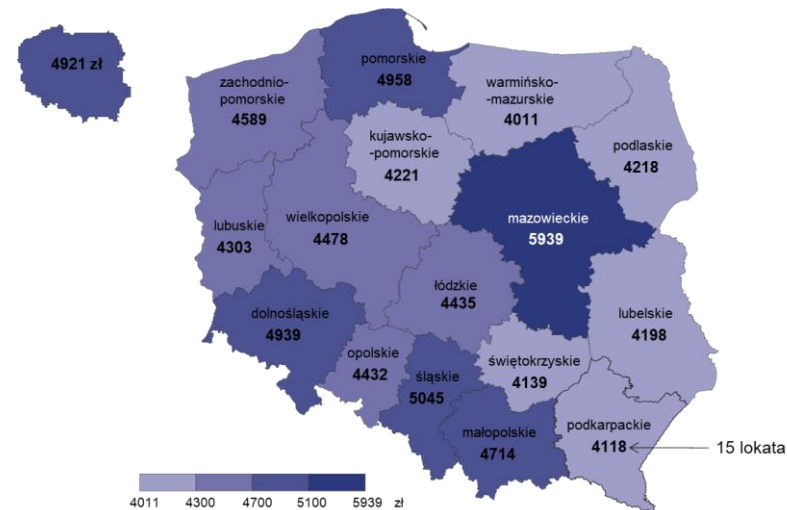 4921 zł
pomorskie
4958
zachodnio-
pomorskie
4589
warmińsko-
-mazurskie
4011
kujawsko-
-pomorskie
4221
podlaskie
4218
mazowieckie
5939
wielkopolskie
4478
lubuskie
4303
łódzkie
4435
dolnośląskie
4939
lubelskie
4198
opolskie
4432
śląskie
5045
świętokrzyskie
4139
małopolskie
4714
podkarpackie
4118
15 lokata
4011 4300 4700 5100 5939 zł